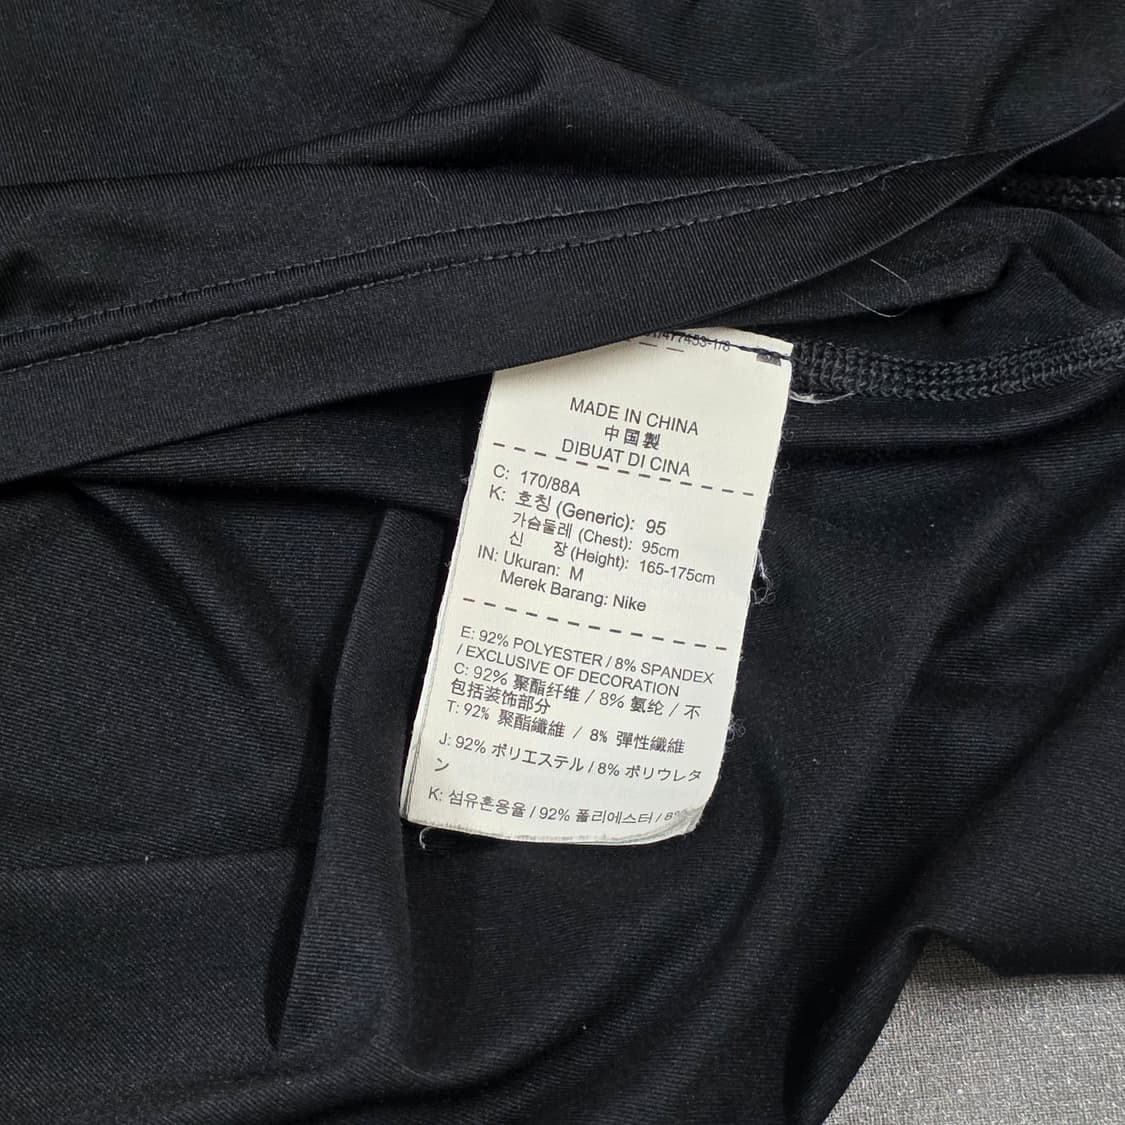 477453-1/8
MADE IN CHINA
中国製
DIBUAT DI CINA
C: 170/88A
K: 호칭 (Generic): 95
가슴둘레 (Chest): 95cm
신 장 (Height): 165-175cm
IN: Ukuran: M
Merek Barang: Nike
E: 92% POLYESTER / 8% SPANDEX
/ EXCLUSIVE OF DECORATION
C: 92% 聚酯纤维 / 8% 氨纶 / 不
包括装饰部分
T: 92% 聚酯纖維 / 8% 彈性纖維
J: 92% ポリエステル / 8% ポリウレタ
ン
K: 섬유혼용율 / 92% 폴리에스터 / 8%